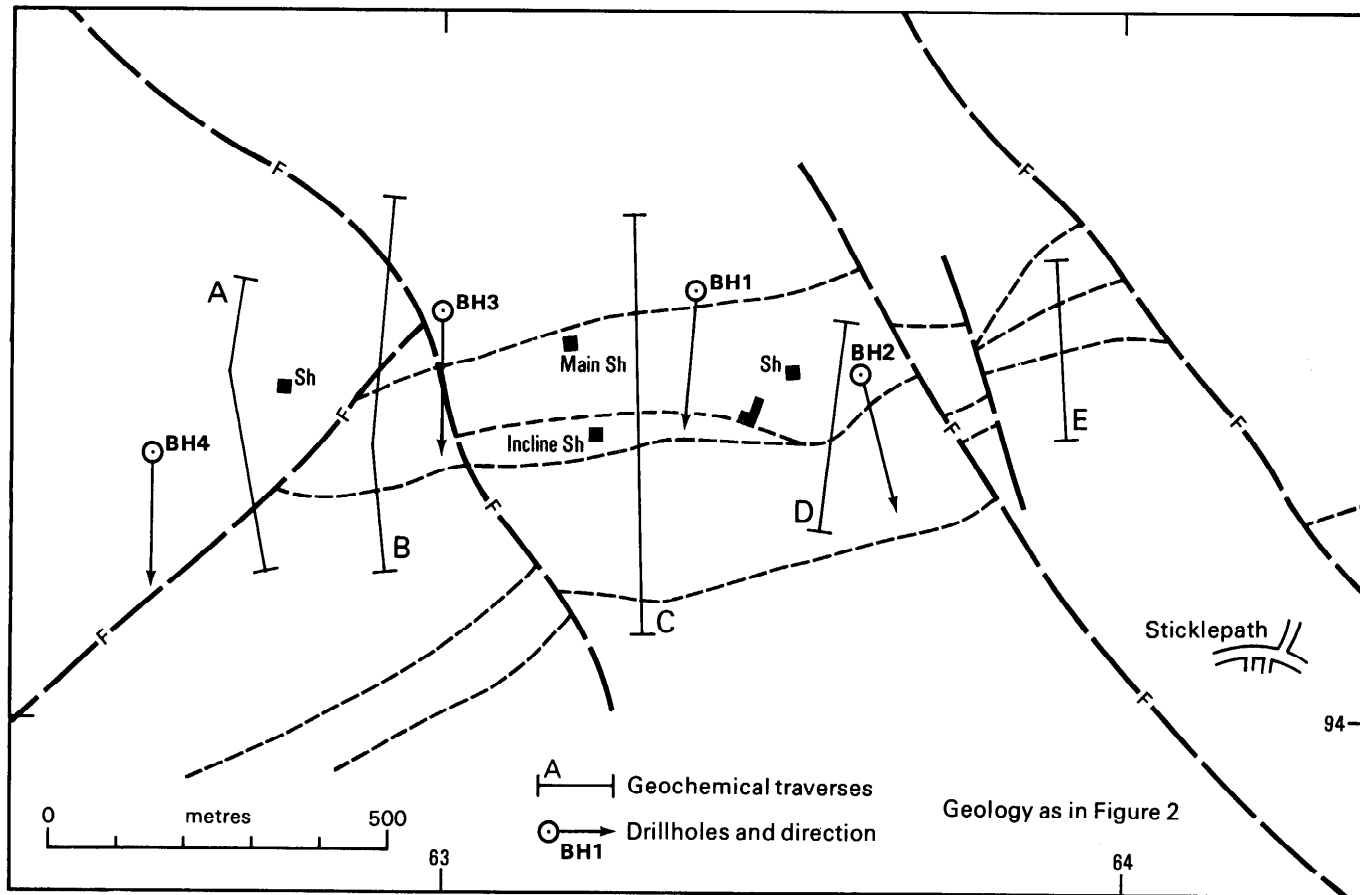 F
F
A
BH3
BH1
Sh
Main Sh
Sh
BH2
F
F
BH4
Incline Sh
E
F
F
D
B
C
F
Sticklepath
F
94
A
Geochemical traverses
0 metres 500
Geology as in Figure 2
BH1
Drillholes and direction
63
64